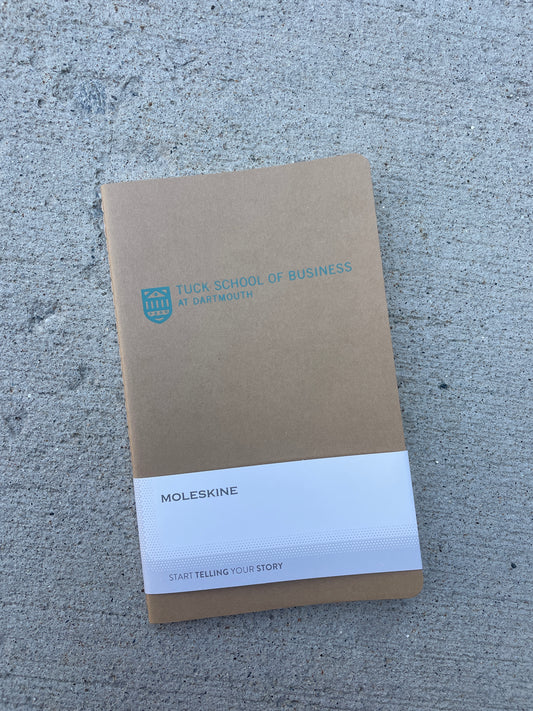 TUCK SCHOOL OF BUSINESS
AT DARTMOUTH
MOLESKINE
START TELLING YOUR STORY